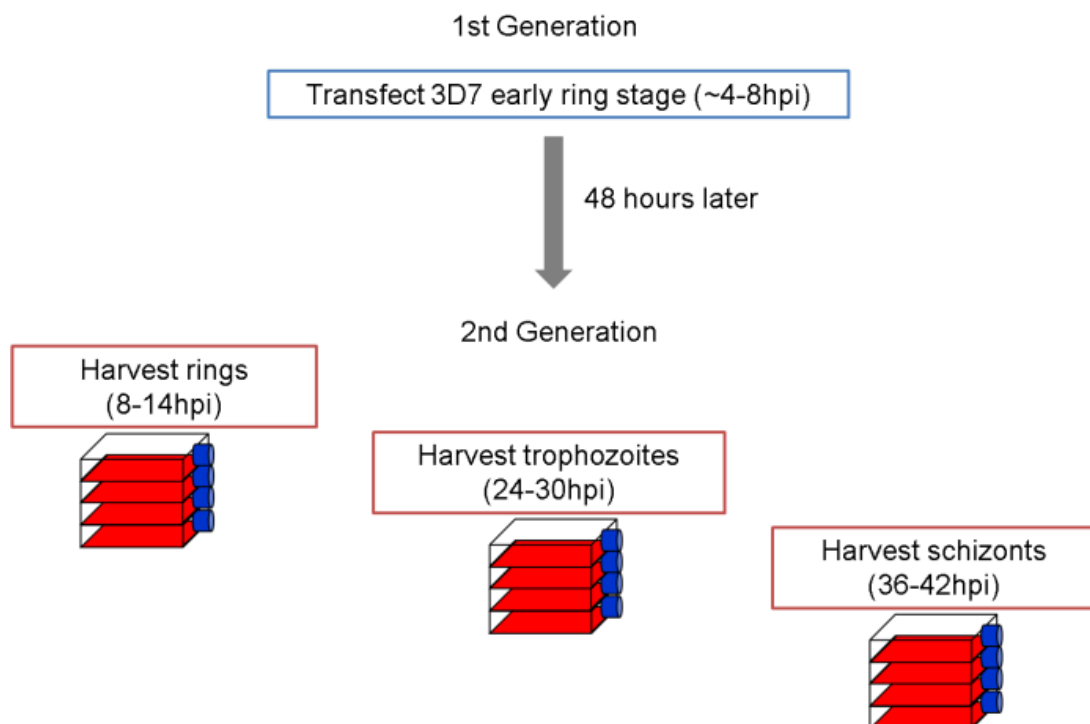 1st Generation
Transfect 3D7 early ring stage (~4-8hpi)
48 hours later
2nd Generation
Harvest rings
(8-14hpi)
Harvest trophozoites
(24-30hpi)
Harvest schizonts
(36-42hpi)